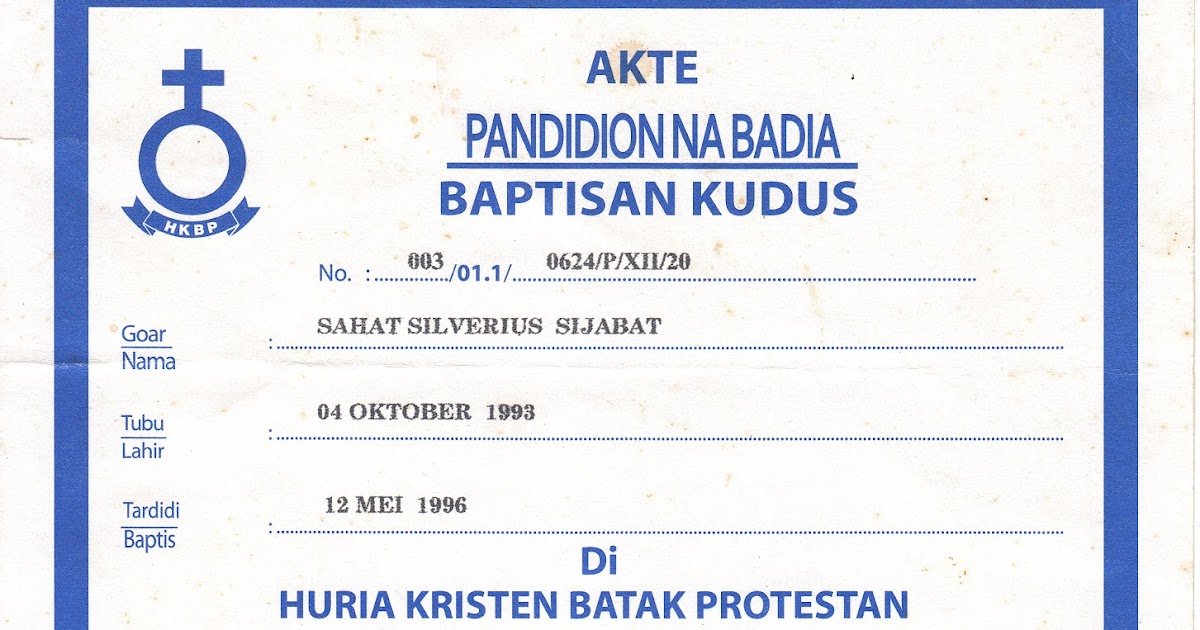 HKBP
AKTE
PANDIDION NA BADIA
BAPTISAN KUDUS
No. : 003 /01.1/ 0624/P/XII/20
Goar : SAHAT SILVERIUS SIJABAT
Nama
Tubu : 04 OKTOBER 1993
Lahir
Tardidi : 12 MEI 1996
Baptis
Di
HURIA KRISTEN BATAK PROTESTAN